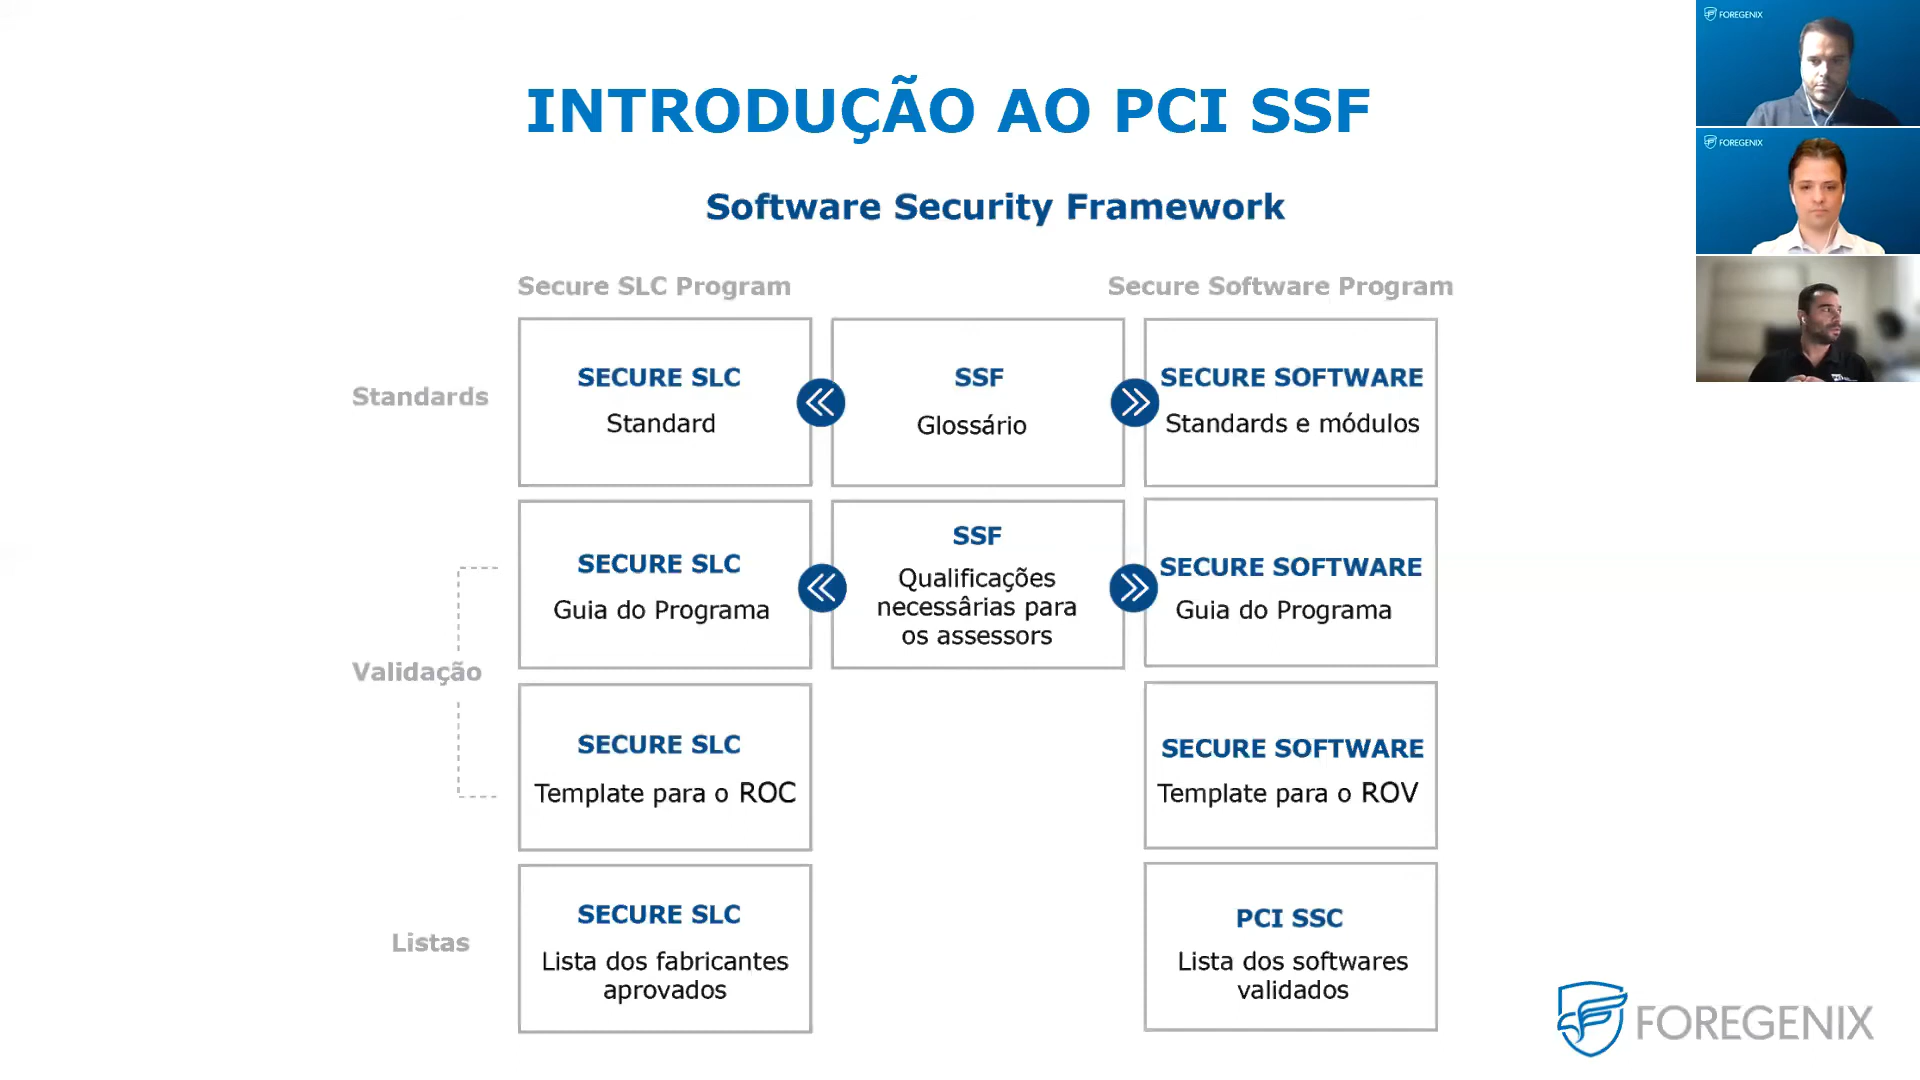 INTRODUÇÃO AO PCI SSF
Software Security Framework
Secure SLC Program
Secure Software Program
Standards
SECURE SLC
Standard
SSF
Glossário
SECURE SOFTWARE
Standards e módulos
Validação
SECURE SLC
Guia do Programa
SSF
Qualificações
necessârias para
os assessors
SECURE SOFTWARE
Guia do Programa
SECURE SLC
Template para o ROC
SECURE SOFTWARE
Template para o ROV
Listas
SECURE SLC
Lista dos fabricantes
aprovados
PCI SSC
Lista dos softwares
validados
FOREGENIX
FOREGENIX
FOREGENIX